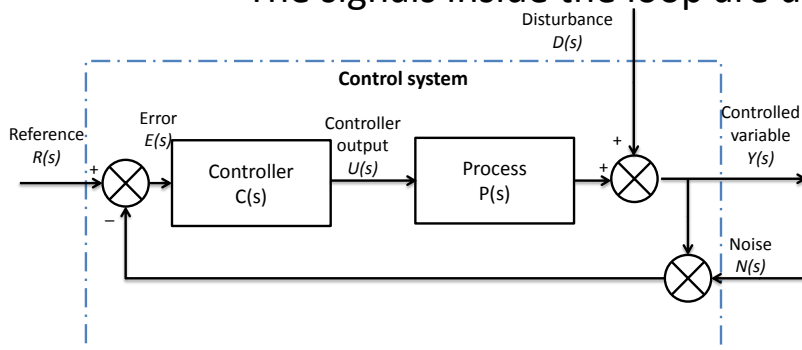 The signals inside the loop are
Disturbance
D(s)
Control system
Reference
R(s)
+
Error
E(s)
−
Controller
C(s)
Controller
output
U(s)
Process
P(s)
+
+
Controlled
variable
Y(s)
Noise
N(s)